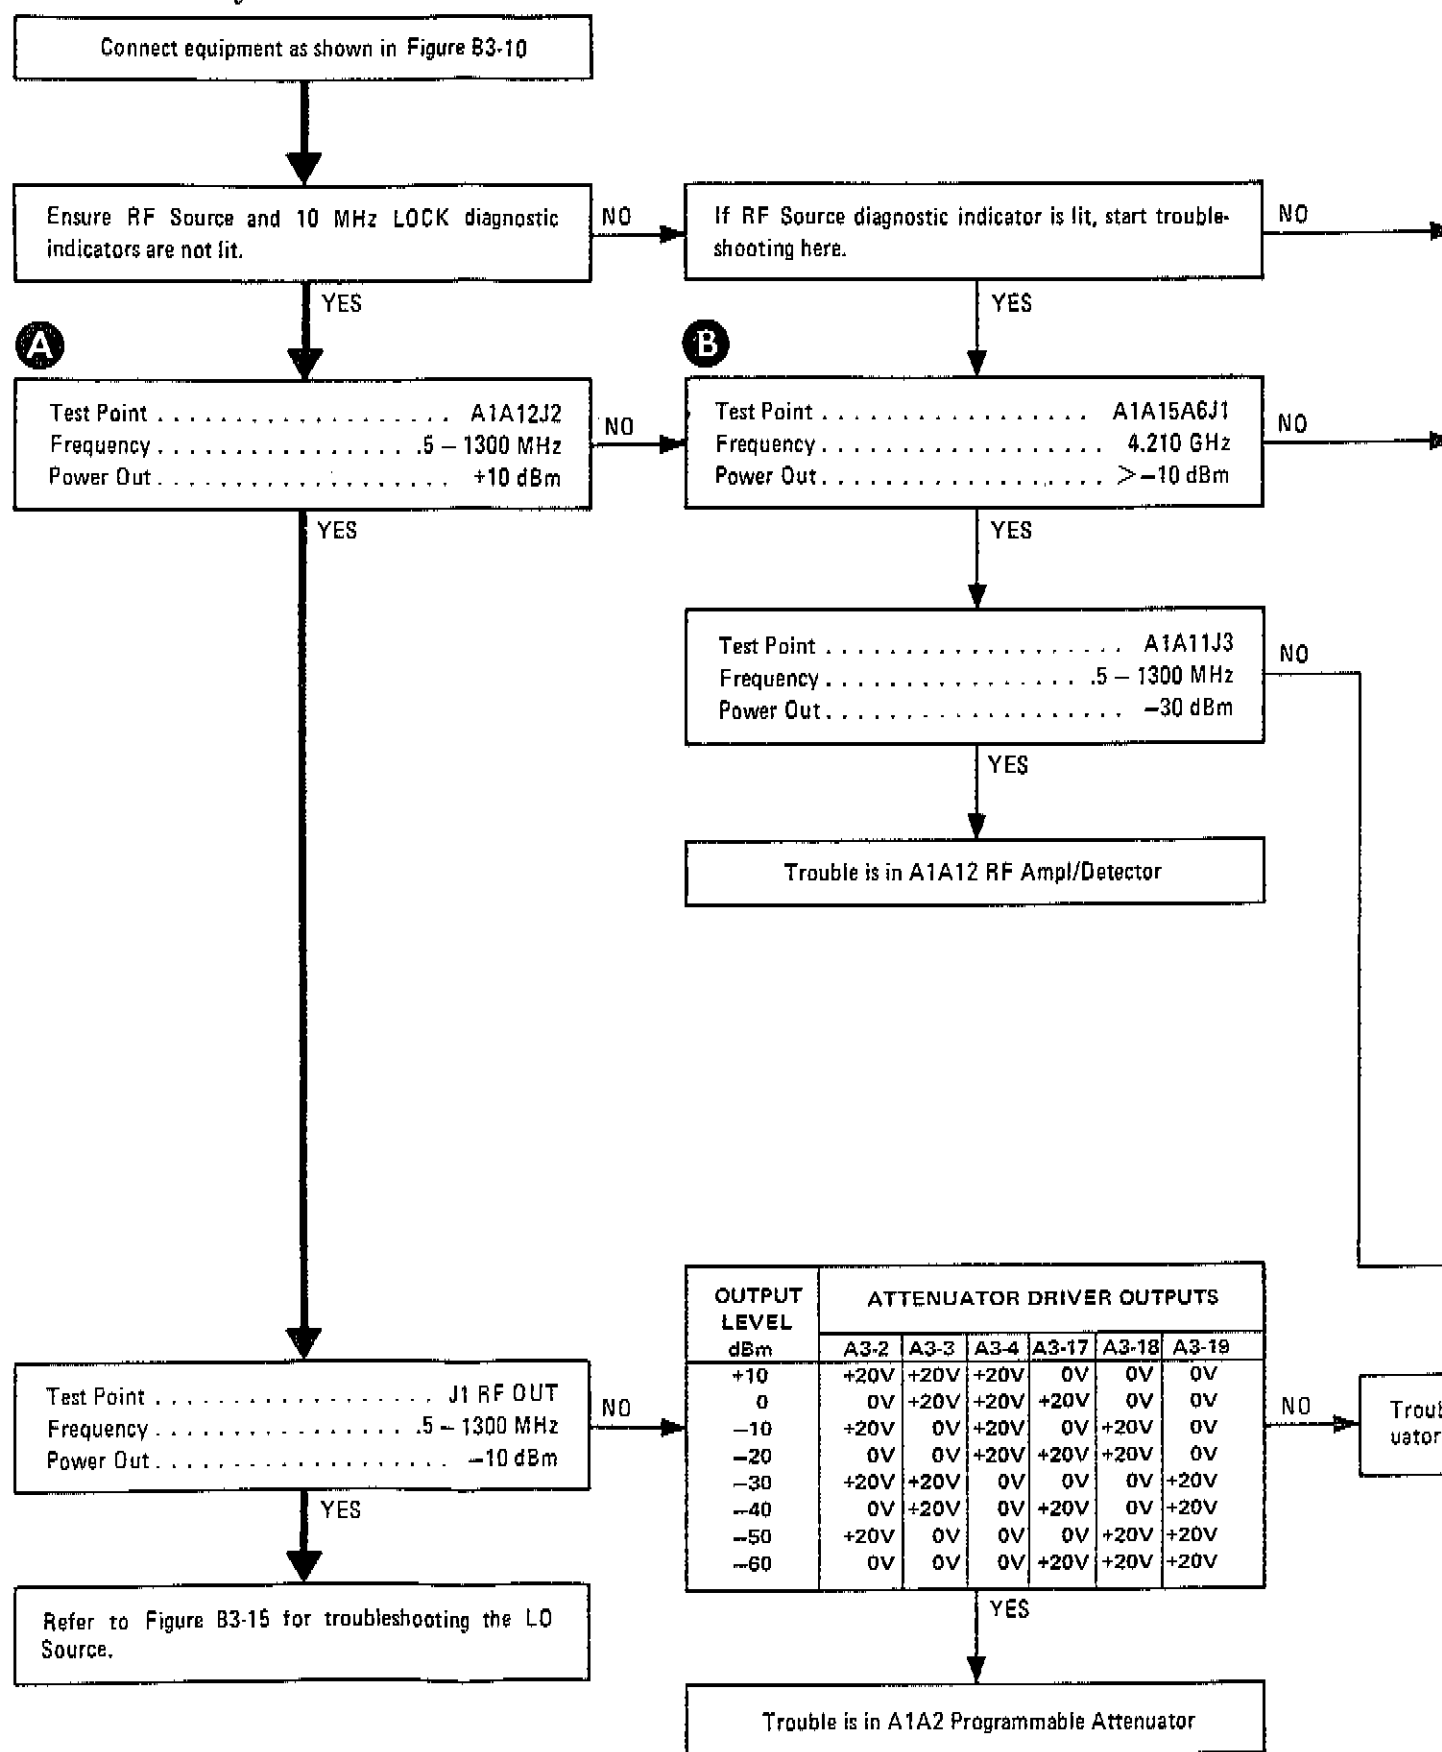 Connect equipment as shown in Figure B3-10
Ensure RF Source and 10 MHz LOCK diagnostic
indicators are not lit.
NO
If RF Source diagnostic indicator is lit, start trouble-
shooting here.
NO
YES
YES
A
B
Test Point . . . . . . . . . . . . . . . . . . . A1A12J2
Frequency . . . . . . . . . . . . . . . . .5 – 1300 MHz
Power Out . . . . . . . . . . . . . . . . . . . +10 dBm
NO
Test Point . . . . . . . . . . . . . . . . . A1A15A6J1
Frequency . . . . . . . . . . . . . . . . . . . 4.210 GHz
Power Out . . . . . . . . . . . . . . . . . . . >–10 dBm
NO
YES
YES
Test Point . . . . . . . . . . . . . . . . . . . A1A11J3
Frequency . . . . . . . . . . . . . . . . .5 – 1300 MHz
Power Out . . . . . . . . . . . . . . . . . . . –30 dBm
NO
YES
Trouble is in A1A12 RF Ampl/Detector
Test Point . . . . . . . . . . . . . . . . . J1 RF OUT
Frequency . . . . . . . . . . . . . . . . .5 – 1300 MHz
Power Out . . . . . . . . . . . . . . . . . . . –10 dBm
NO
OUTPUT LEVEL dBm ATTENUATOR DRIVER OUTPUTS
A3-2 A3-3 A3-4 A3-17 A3-18 A3-19
+10 +20V +20V +20V 0V 0V 0V
0 0V +20V +20V +20V 0V 0V
–10 +20V 0V +20V 0V +20V 0V
–20 0V 0V +20V +20V +20V 0V
–30 +20V +20V 0V 0V 0V +20V
–40 0V +20V 0V +20V 0V +20V
–50 +20V 0V 0V 0V +20V +20V
–60 0V 0V 0V +20V +20V +20V
NO
Troub
uator
YES
Refer to Figure B3-15 for troubleshooting the LO
Source.
YES
Trouble is in A1A2 Programmable Attenuator